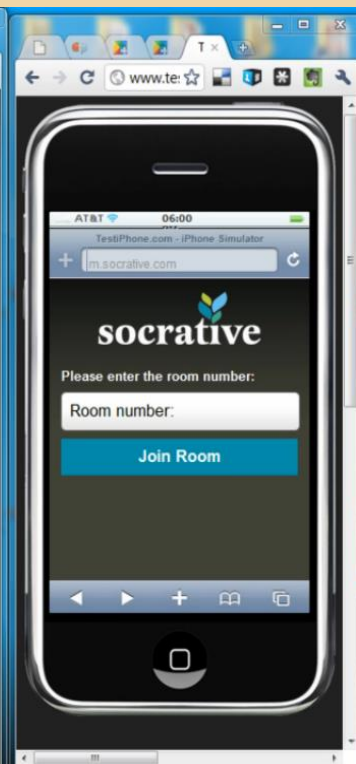 T
www.te:
AT&T 06:00
TestiPhone.com - iPhone Simulator
m.socrative.com
socrative
Please enter the room number:
Room number:
Join Room